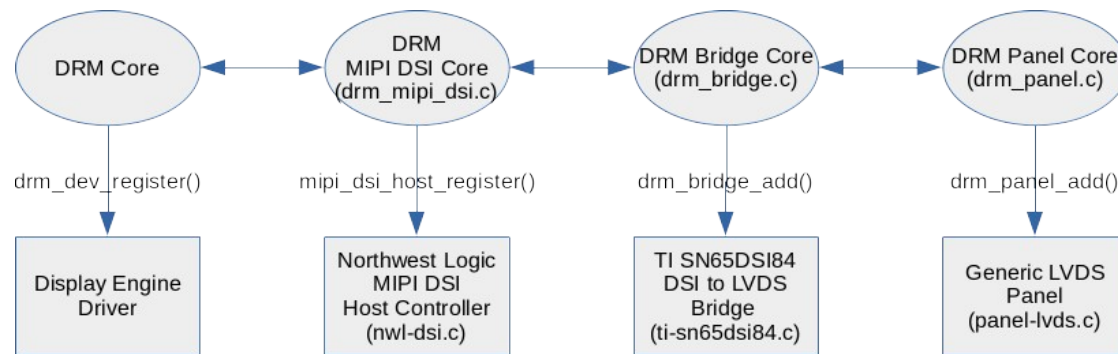 DRM Core
DRM
MIPI DSI Core
(drm_mipi_dsi.c)
DRM Bridge Core
(drm_bridge.c)
DRM Panel Core
(drm_panel.c)
drm_dev_register()
mipi_dsi_host_register()
drm_bridge_add()
drm_panel_add()
Display Engine
Driver
Northwest Logic
MIPI DSI
Host Controller
(nwl-dsi.c)
TI SN65DSI84
DSI to LVDS
Bridge
(ti-sn65dsi84.c)
Generic LVDS
Panel
(panel-lvds.c)